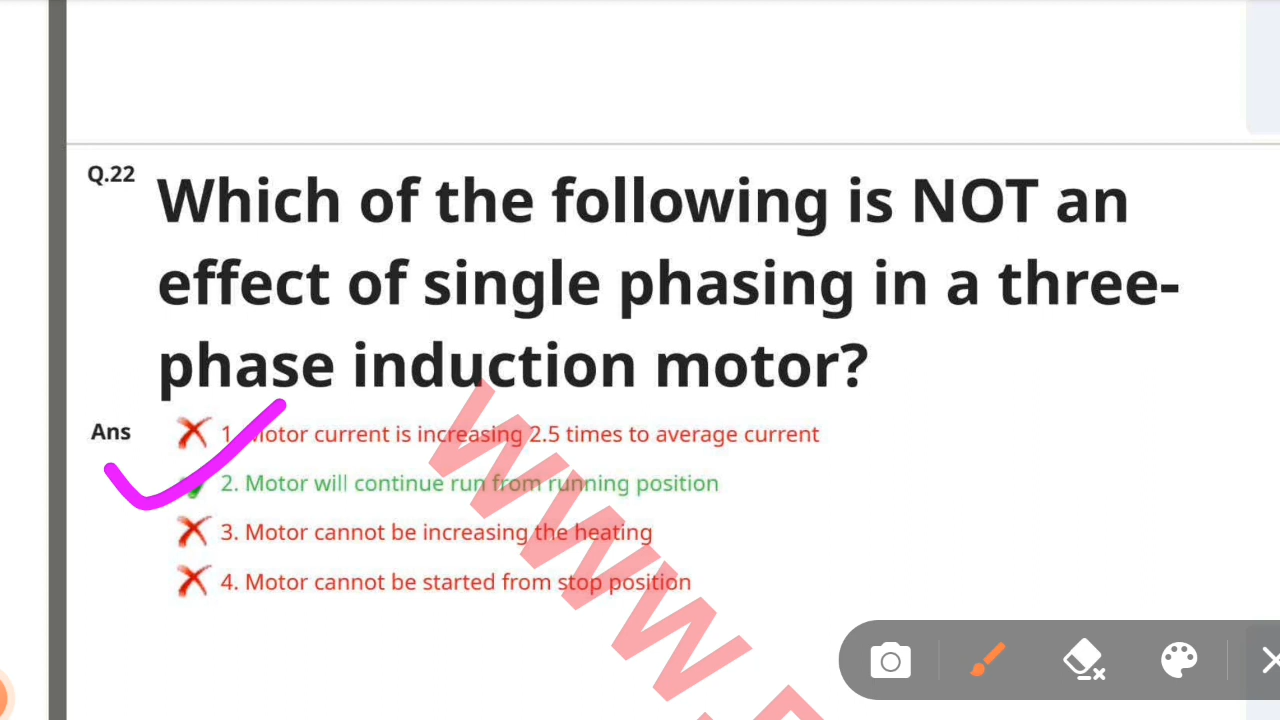 Q.22
Which of the following is NOT an
effect of single phasing in a three-
phase induction motor?
Ans
1. Motor current is increasing 2.5 times to average current
2. Motor will continue run from running position
3. Motor cannot be increasing the heating
4. Motor cannot be started from stop position
WWW.